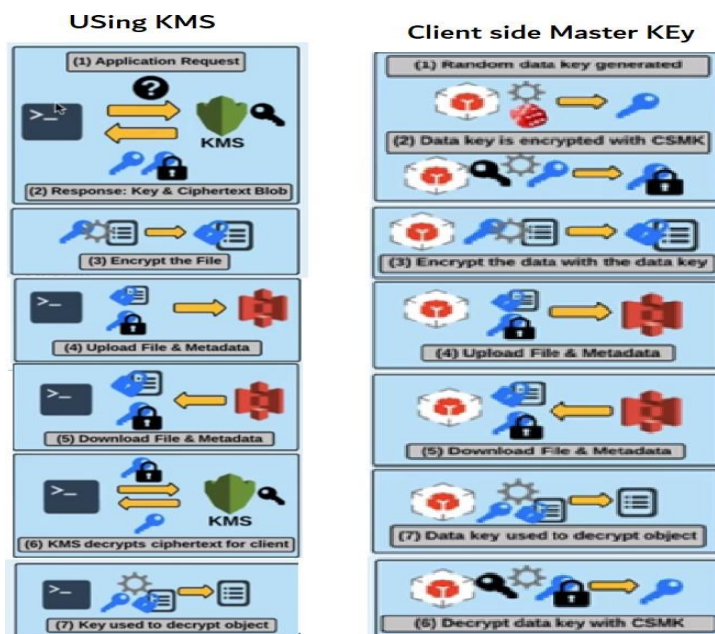 USing KMS
(1) Application Request
>_
?
KMS
(2) Response: Key & Ciphertext Blob
(3) Encrypt the File
>_
(4) Upload File & Metadata
>_
(5) Download File & Metadata
>_
KMS
(6) KMS decrypts ciphertext for client
>_
(7) Key used to decrypt object
Client side Master KEy
(1) Random data key generated
(2) Data key is encrypted with CSMK
(3) Encrypt the data with the data key
(4) Upload File & Metadata
(5) Download File & Metadata
(7) Data key used to decrypt object
(6) Decrypt data key with CSMK